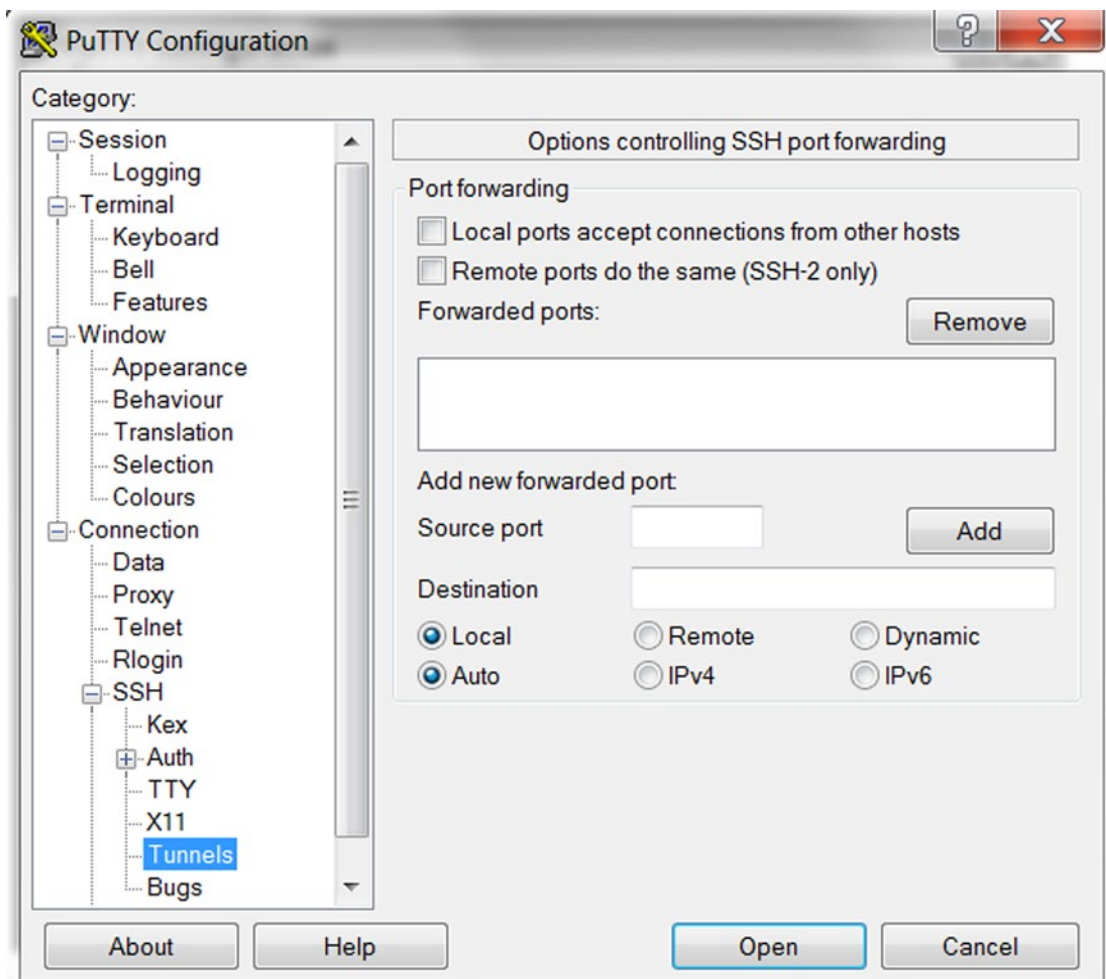 PuTTY Configuration
Category:
Session
Logging
Terminal
Keyboard
Bell
Features
Window
Appearance
Behaviour
Translation
Selection
Colours
Connection
Data
Proxy
Telnet
Rlogin
SSH
Kex
Auth
TTY
X11
Tunnels
Bugs
Options controlling SSH port forwarding
Port forwarding
Local ports accept connections from other hosts
Remote ports do the same (SSH-2 only)
Forwarded ports:
Remove
Add new forwarded port:
Source port
Add
Destination
Local Remote Dynamic
Auto IPv4 IPv6
About Help Open Cancel